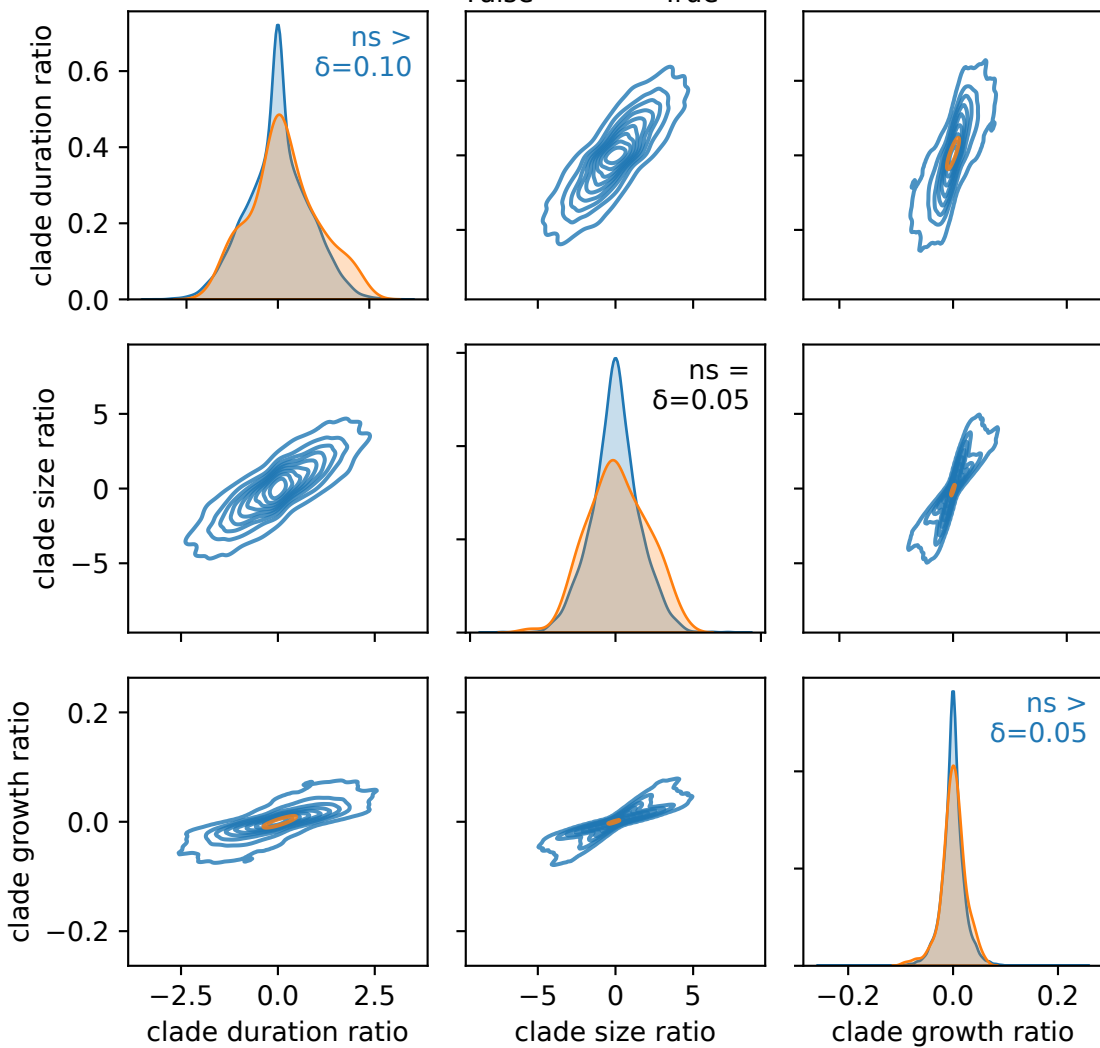 True
clade duration ratio
0.6
0.4
0.2
0.0
ns >
δ=0.10
clade size ratio
5
0
−5
ns =
δ=0.05
clade growth ratio
0.2
0.0
−0.2
ns >
δ=0.05
−2.5 0.0 2.5
−5 0 5
−0.2 0.0 0.2
clade duration ratio
clade size ratio
clade growth ratio